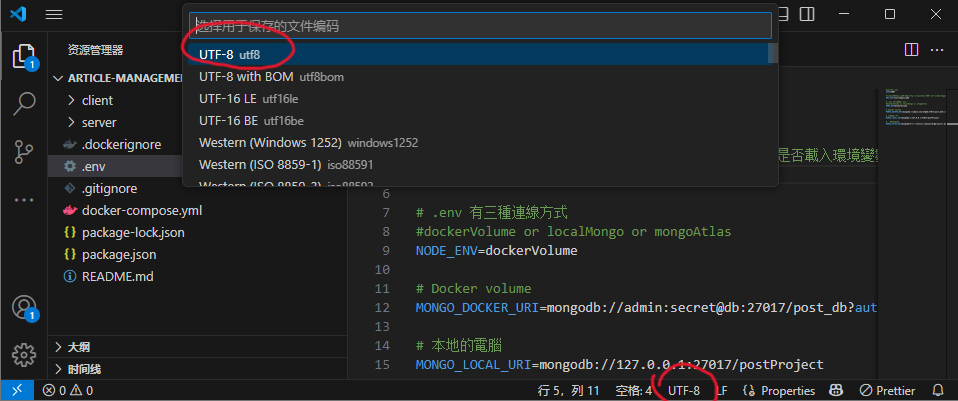 选择用于保存的文件编码
UTF-8 utf8
UTF-8 with BOM utf8bom
UTF-16 LE utf16le
UTF-16 BE utf16be
Western (Windows 1252) windows1252
Western (ISO 8859-1) iso88591
资源管理器
ARTICLE-MANAGEME
client
server
.dockerignore
.env
.gitignore
docker-compose.yml
package-lock.json
package.json
README.md
大纲
时间线
1
1
是否載入環境變
6
7 # .env 有三種連線方式
8 #dockerVolume or localMongo or mongoAtlas
9 NODE_ENV=dockerVolume
10
11 # Docker volume
12 MONGO_DOCKER_URI=mongodb://admin:secret@db:27017/post_db?aut
13
14 # 本地的電腦
15 MONGO_LOCAL_URI=mongodb://127.0.0.1:27017/postProject
0 0 行 5，列 11 空格: 4 UTF-8 LF Properties Prettier